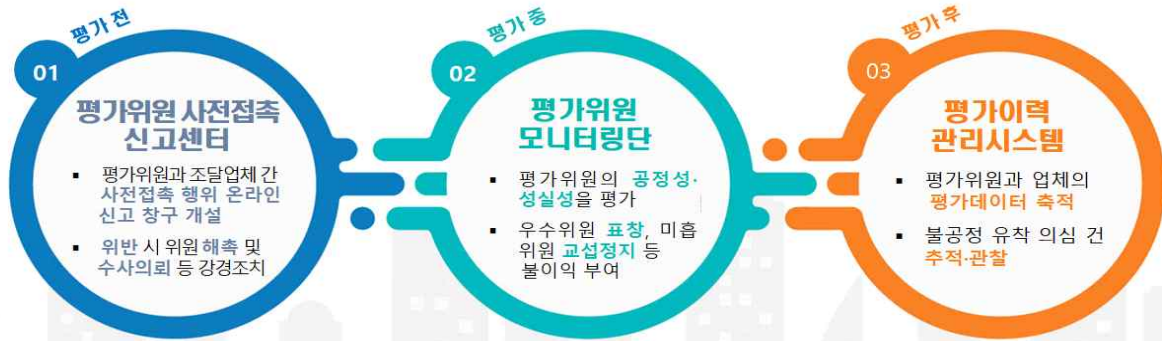 평가 전
01
평가위원 사전접촉
신고센터
▪ 평가위원과 조달업체 간
사전접촉 행위 온라인
신고 창구 개설
▪ 위반 시 위원 해촉 및
수사의뢰 등 강경조치
평가 중
02
평가위원
모니터링단
▪ 평가위원의 공정성·
성실성을 평가
▪ 우수위원 표창, 미흡
위원 교섭정지 등
불이익 부여
평가 후
03
평가이력
관리시스템
▪ 평가위원과 업체의
평가데이터 축적
▪ 불공정 유착 의심 건
추적·관찰